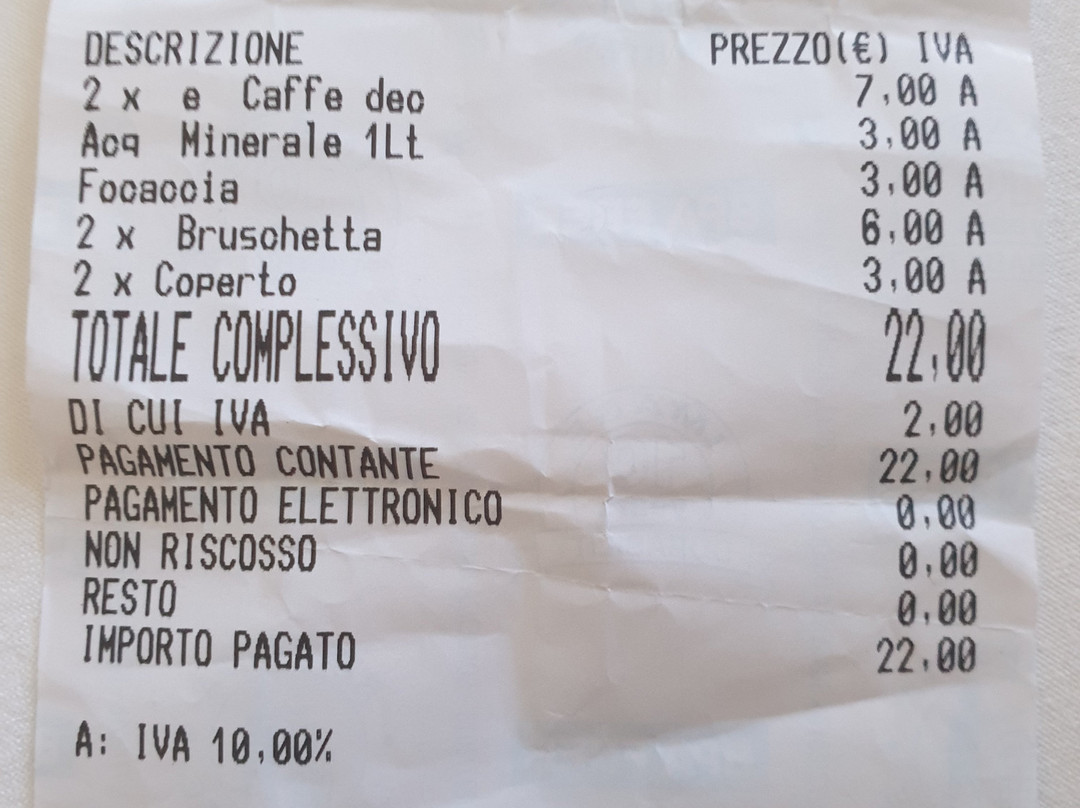 DESCRIZIONE PREZZO(€) IVA
2 x e Caffe dec 7,00 A
Acq Minerale 1Lt 3,00 A
Focaccia 3,00 A
2 x Bruschetta 6,00 A
2 x Coperto 3,00 A
TOTALE COMPLESSIVO 22,00
DI CUI IVA 2,00
PAGAMENTO CONTANTE 22,00
PAGAMENTO ELETTRONICO 0,00
NON RISCOSSO 0,00
RESTO 0,00
IMPORTO PAGATO 22,00
A: IVA 10,00%